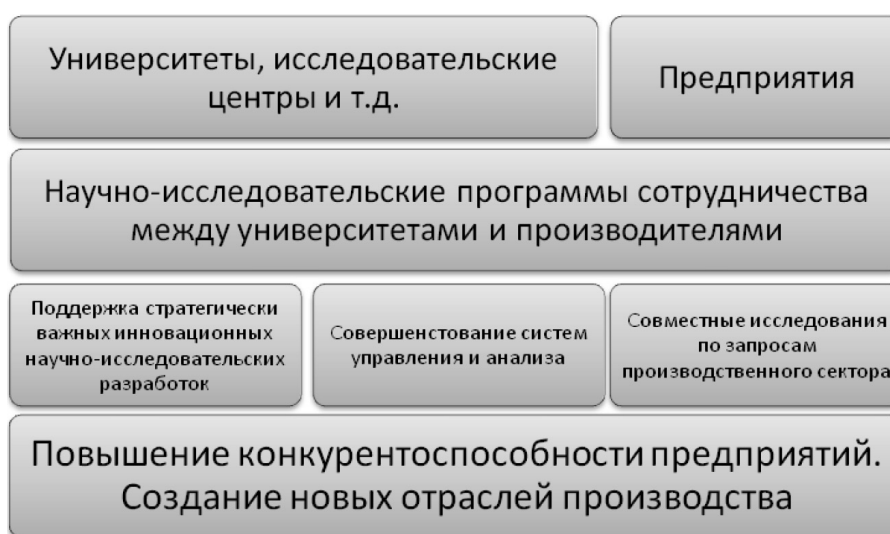 Университеты, исследовательские
центры и т.д.
Предприятия
Научно-исследовательские программы сотрудничества
между университетами и производителями
Поддержка стратегически
важных инновационных
научно-исследовательских
разработок
Совершенстование систем
управления и анализа
Совместные исследования
по запросам
производственного сектора
Повышение конкурентоспособности предприятий.
Создание новых отраслей производства